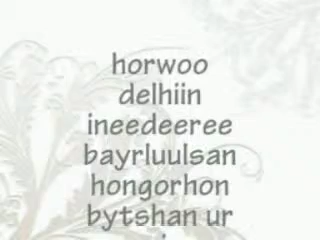 horwoo
delhiin
ineedeeree
bayrluulsan
hongorhon
bytshan ur